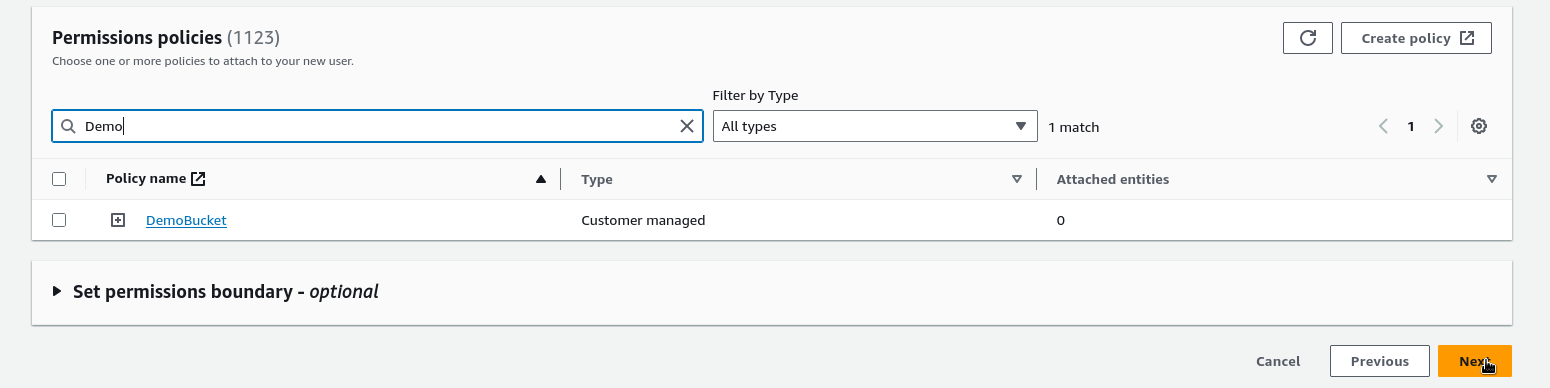 Permissions policies (1123)
Create policy
Choose one or more policies to attach to your new user.
Filter by Type
Demo
All types
1 match
1
Policy name
Type
Attached entities
DemoBucket
Customer managed
0
Set permissions boundary - optional
Cancel
Previous
Next